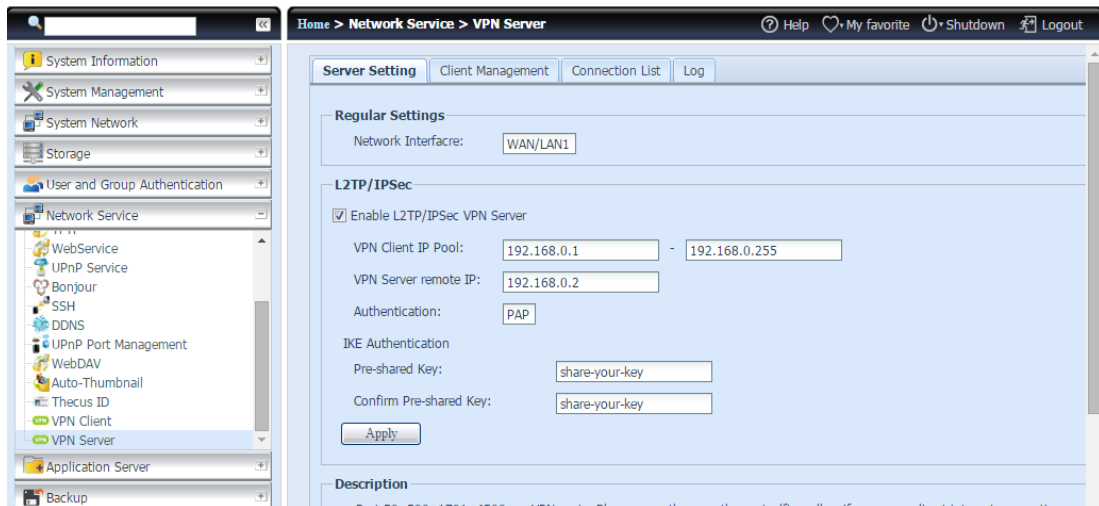 Home > Network Service > VPN Server
Help
My favorite
Shutdown
Logout
System Information
System Management
System Network
Storage
User and Group Authentication
Network Service
WebService
UPnP Service
Bonjour
SSH
DDNS
UPnP Port Management
WebDAV
Auto-Thumbnail
Thecus ID
VPN Client
VPN Server
Application Server
Backup
Server Setting
Client Management
Connection List
Log
Regular Settings
Network Interfacre: WAN/LAN1
L2TP/IPSec
Enable L2TP/IPSec VPN Server
VPN Client IP Pool: 192.168.0.1 - 192.168.0.255
VPN Server remote IP: 192.168.0.2
Authentication: PAP
IKE Authentication
Pre-shared Key: share-your-key
Confirm Pre-shared Key: share-your-key
Apply
Description